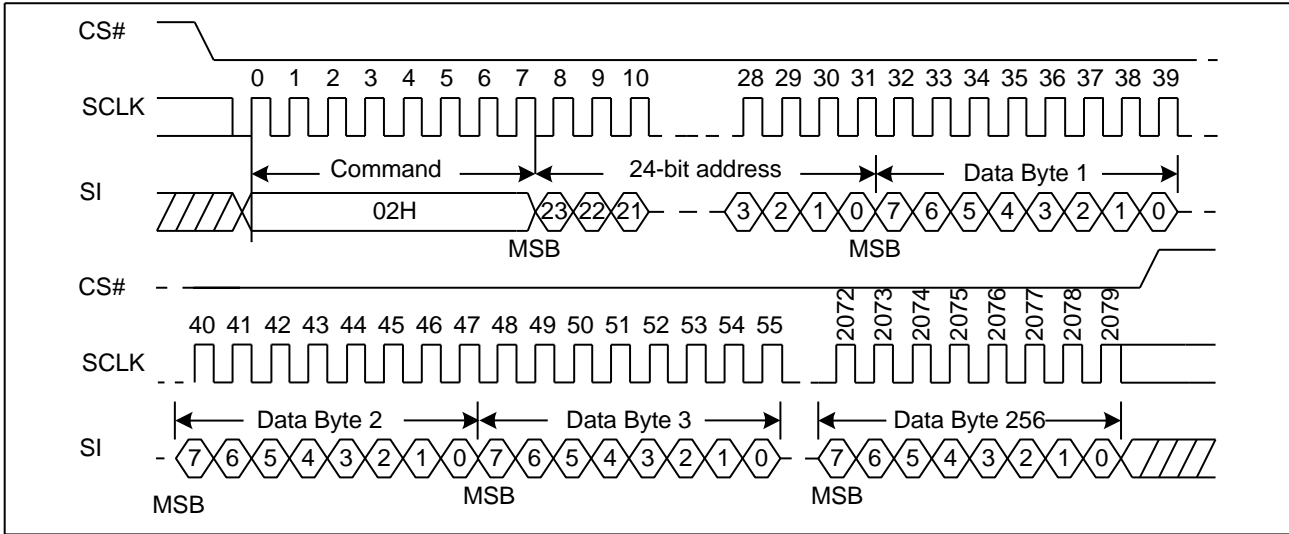 CS#
0 1 2 3 4 5 6 7 8 9 10 28 29 30 31 32 33 34 35 36 37 38 39
SCLK
Command 24-bit address Data Byte 1
SI
02H 23 22 21 3 2 1 0 7 6 5 4 3 2 1 0
MSB MSB
CS#
2072 2073 2074 2075 2076 2077 2078 2079
40 41 42 43 44 45 46 47 48 49 50 51 52 53 54 55
SCLK
Data Byte 2 Data Byte 3 Data Byte 256
SI
7 6 5 4 3 2 1 0 7 6 5 4 3 2 1 0 7 6 5 4 3 2 1 0
MSB MSB MSB